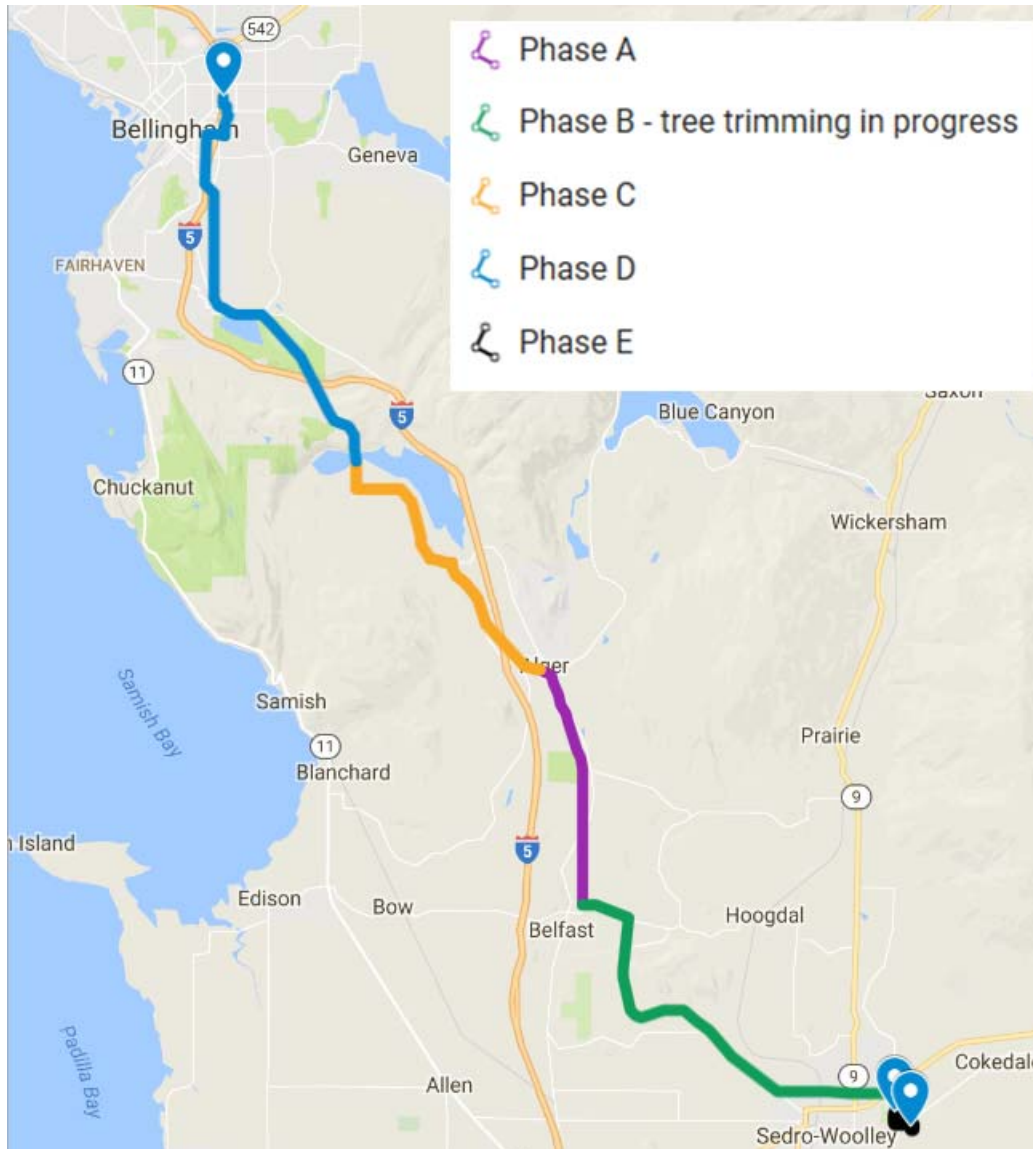 542
Phase A
Phase B - tree trimming in progress
Bellingham
Geneva
Phase C
5
FAIRHAVEN
Phase D
Phase E
11
5
Saxon
Blue Canyon
Chuckanut
Wickersham
Alger
Samish Bay
Samish
11
Prairie
Blanchard
9
5
Island
Edison
Bow
Hoogdal
Belfast
Padilla Bay
9
Allen
Sedro-Woolley